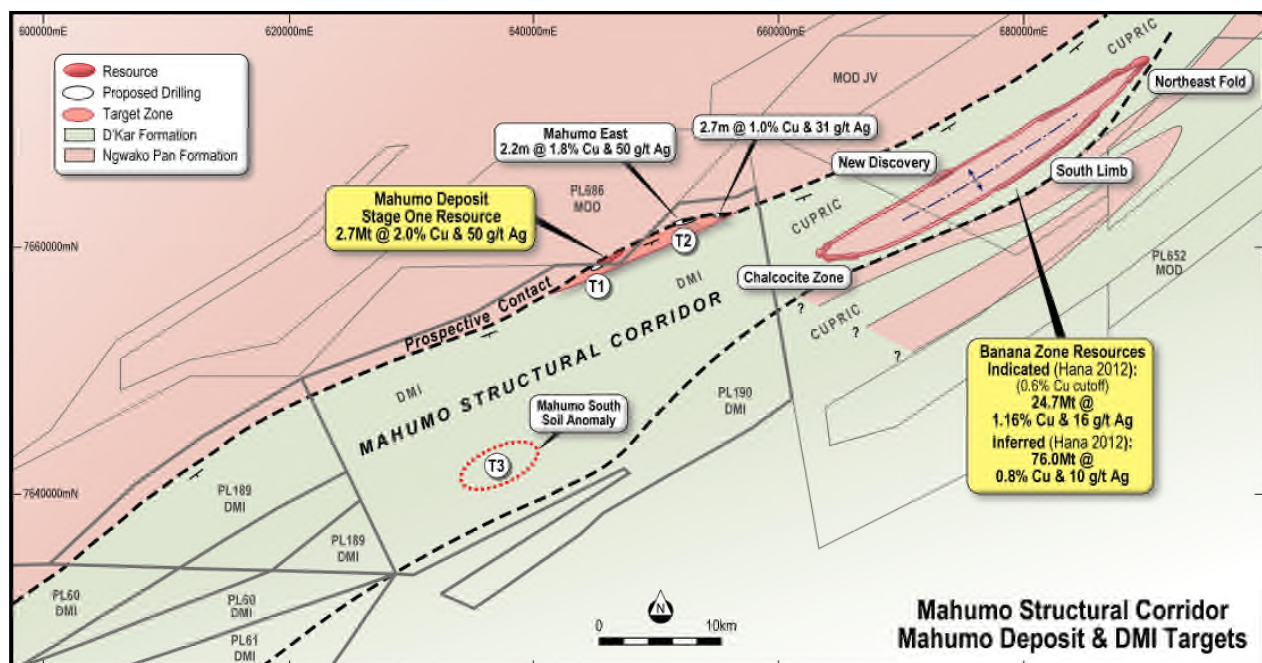 600000mE
620000mE
640000mE
660000mE
680000mE
Resource
Proposed Drilling
Target Zone
D'Kar Formation
Ngwako Pan Formation
MOD JV
CUPRIC
Northeast Fold
Mahumo East
2.2m @ 1.8% Cu & 50 g/t Ag
2.7m @ 1.0% Cu & 31 g/t Ag
New Discovery
South Limb
PL686
MOD
Mahumo Deposit
Stage One Resource
2.7Mt @ 2.0% Cu & 50 g/t Ag
CUPRIC
7660000mN
T2
T1
DMI
Chalcocite Zone
PL652
MOD
Prospective Contact
CUPRIC
?
?
?
MAHUMO STRUCTURAL CORRIDOR
DMI
PL190
DMI
Banana Zone Resources
Indicated (Hana 2012):
(0.6% Cu cutoff)
24.7Mt @
1.16% Cu & 16 g/t Ag
Inferred (Hana 2012):
76.0Mt @
0.8% Cu & 10 g/t Ag
Mahumo South
Soil Anomaly
T3
7640000mN
PL189
DMI
PL189
DMI
PL60
DMI
PL60
DMI
PL61
DMI
N
0
10km
Mahumo Structural Corridor
Mahumo Deposit & DMI Targets